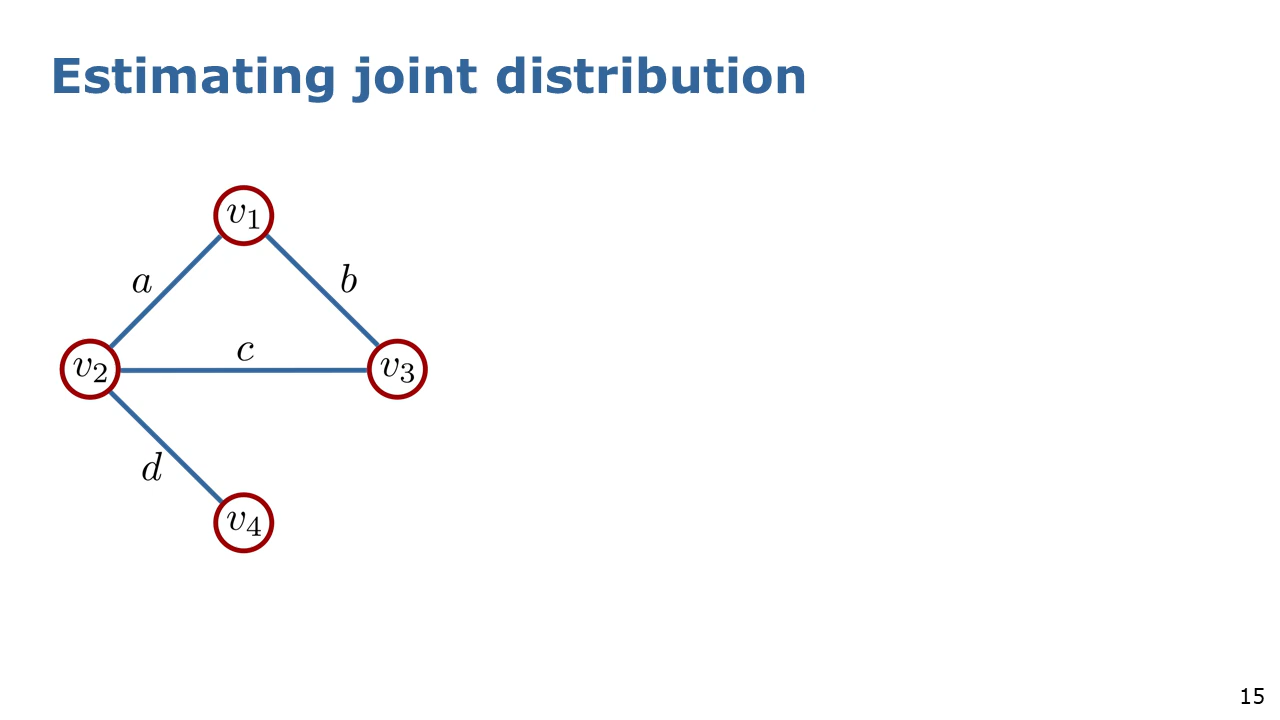 Estimating joint distribution
v₁
a
b
c
v₂
v₃
d
v₄
15